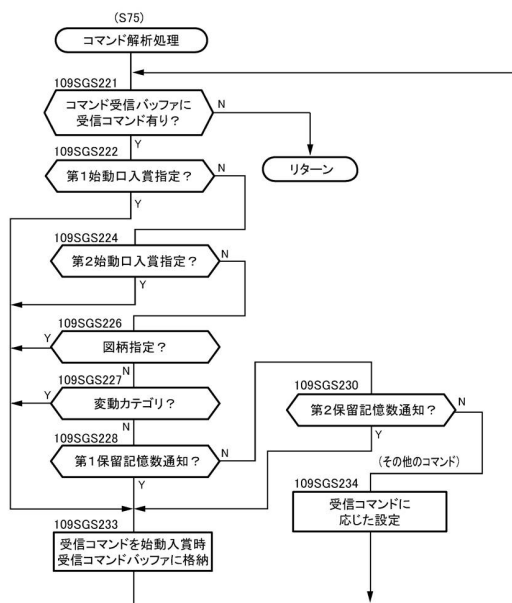 (S75)
コマンド解析処理
109SGS221
コマンド受信バッファに
受信コマンド有り？
N
Y
リターン
109SGS222
第1始動口入賞指定？
N
Y
109SGS224
第2始動口入賞指定？
N
Y
109SGS226
Y
図柄指定？
N
109SGS227
Y
変動カテゴリ？
N
109SGS228
第1保留記憶数通知？
N
Y
109SGS230
第2保留記憶数通知？
N
Y
(その他のコマンド)
109SGS234
受信コマンドに
応じた設定
109SGS233
受信コマンドを始動入賞時
受信コマンドバッファに格納